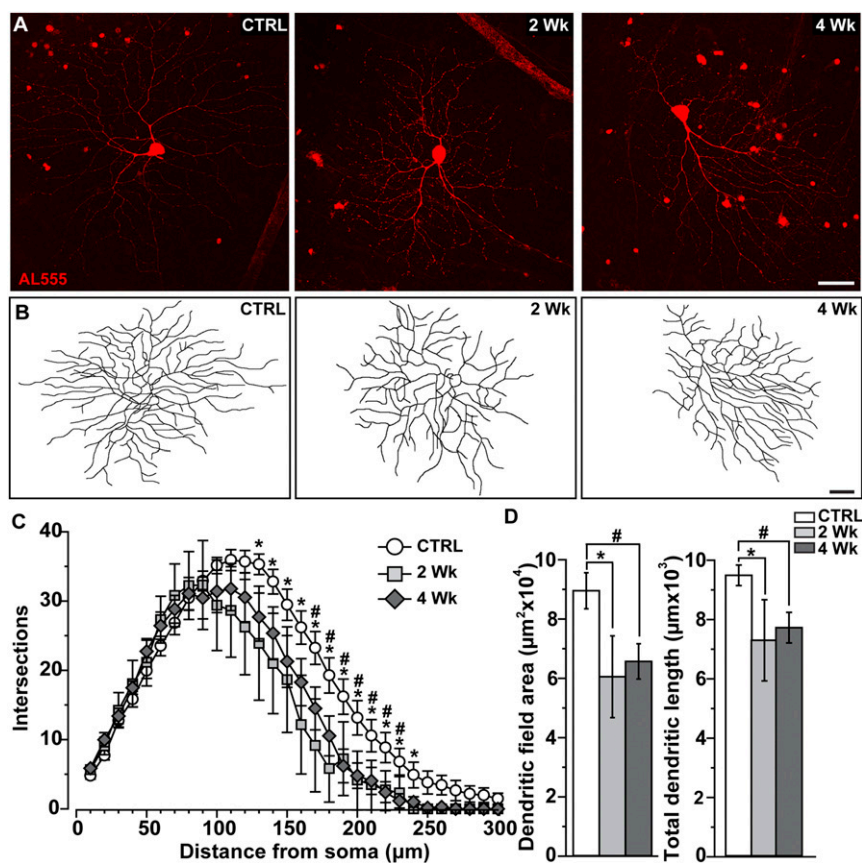 A
CTRL
2 Wk
4 Wk
AL555
B
CTRL
2 Wk
4 Wk
C
Intersections
40
30
20
10
0
0
50
100
150
200
250
300
Distance from soma (µm)
CTRL
2 Wk
4 Wk
*
*
*
*
#
*
#
*
#
*
#
*
#
*
#
*
#
*
*
D
CTRL
2 Wk
4 Wk
Dendritic field area (µm²x10⁴)
10
8
6
4
2
0
#
*
Total dendritic length (µmx10³)
10
8
6
4
2
0
#
*